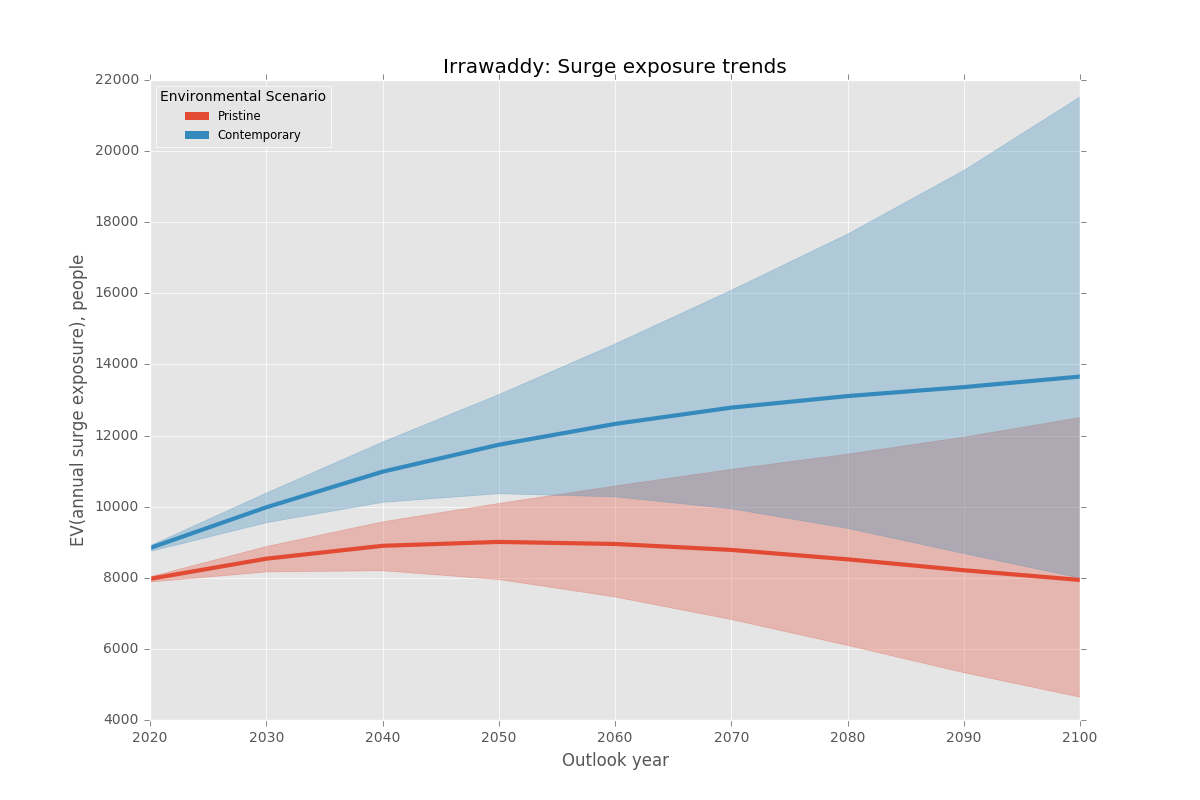 Irrawaddy: Surge exposure trends
Environmental Scenario
Pristine
Contemporary
EV(annual surge exposure), people
22000
20000
18000
16000
14000
12000
10000
8000
6000
4000
2020 2030 2040 2050 2060 2070 2080 2090 2100
Outlook year